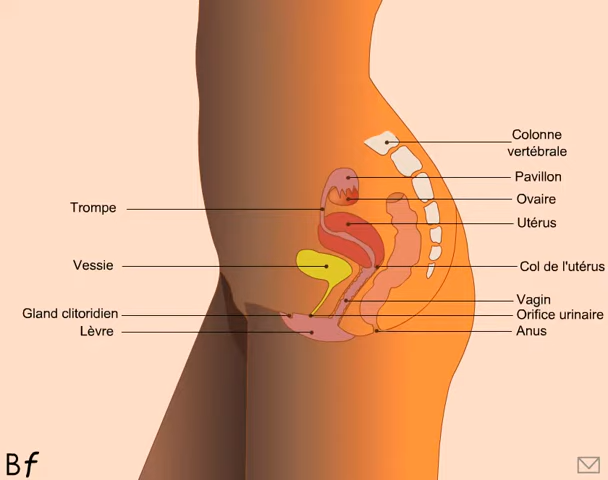 Colonne
vertébrale
Pavillon
Ovaire
Trompe
Utérus
Vessie
Col de l'utérus
Vagin
Gland clitoridien
Orifice urinaire
Lèvre
Anus
Bf